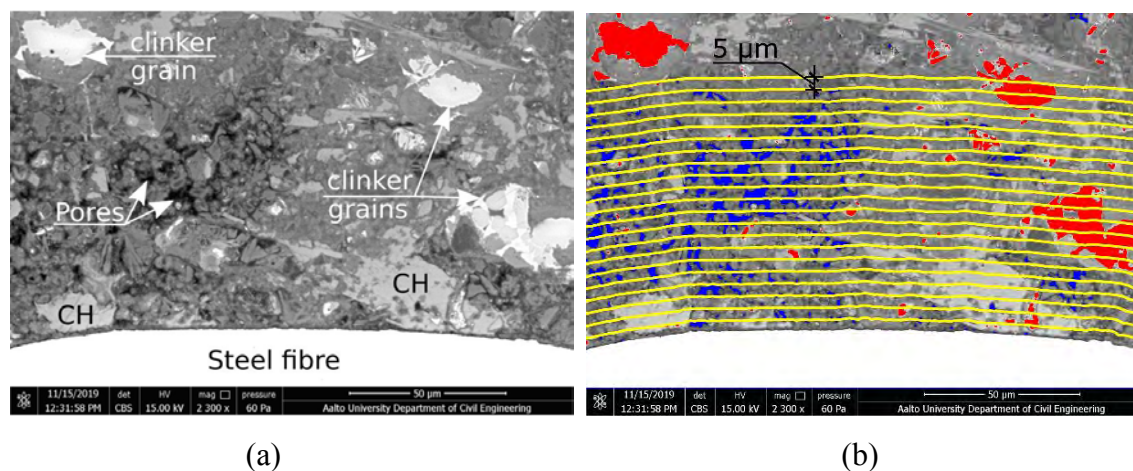 clinker
grain
Pores
clinker
grains
CH
CH
Steel fibre
11/15/2019 det HV mag pressure 50 µm
12:31:58 PM CBS 15.00 kV 2 300 x 60 Pa Aalto University Department of Civil Engineering
(a)
5 µm
11/15/2019 det HV mag pressure 50 µm
12:31:58 PM CBS 15.00 kV 2 300 x 60 Pa Aalto University Department of Civil Engineering
(b)